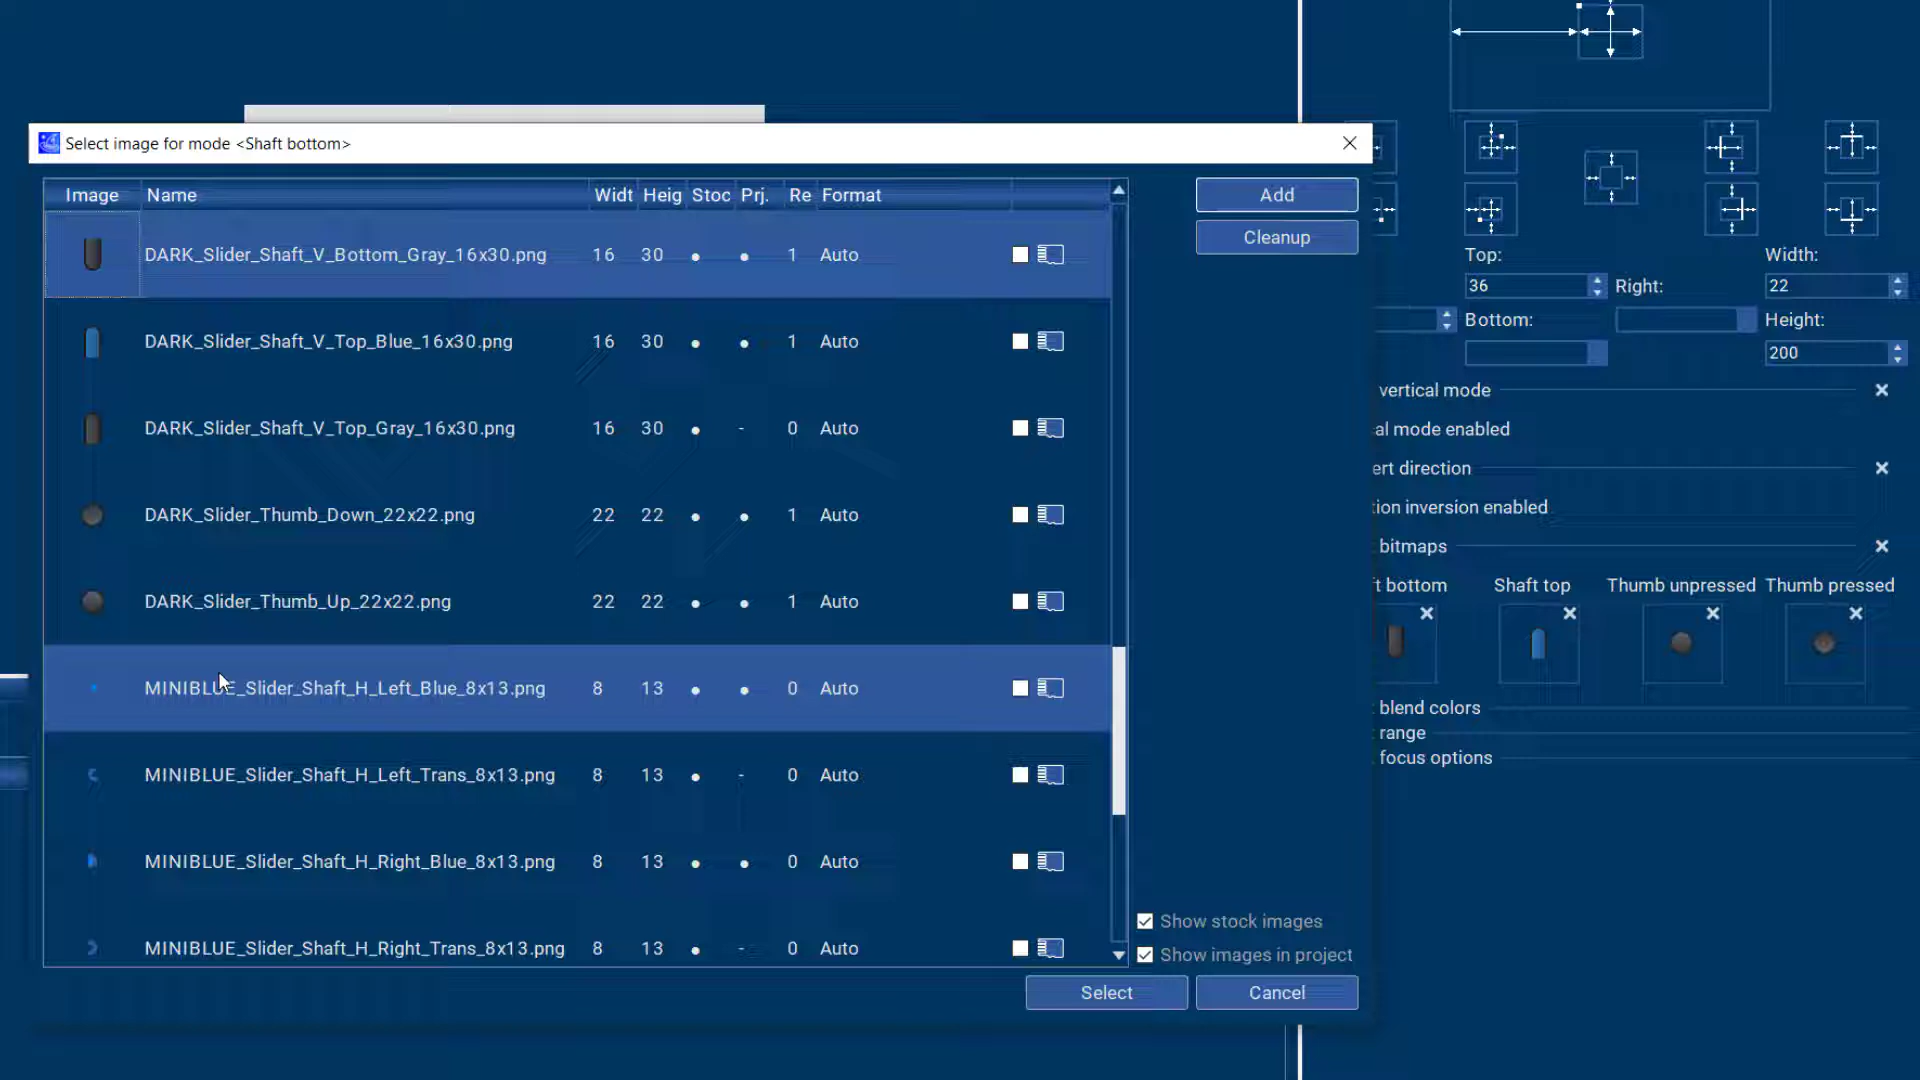 Select image for mode <Shaft bottom>
Image Name Widt Heig Stoc Prj. Re Format
DARK_Slider_Shaft_V_Bottom_Gray_16x30.png 16 30 • • 1 Auto
DARK_Slider_Shaft_V_Top_Blue_16x30.png 16 30 • • 1 Auto
DARK_Slider_Shaft_V_Top_Gray_16x30.png 16 30 • - 0 Auto
DARK_Slider_Thumb_Down_22x22.png 22 22 • • 1 Auto
DARK_Slider_Thumb_Up_22x22.png 22 22 • • 1 Auto
MINIBLUE_Slider_Shaft_H_Left_Blue_8x13.png 8 13 • • 0 Auto
MINIBLUE_Slider_Shaft_H_Left_Trans_8x13.png 8 13 • - 0 Auto
MINIBLUE_Slider_Shaft_H_Right_Blue_8x13.png 8 13 • • 0 Auto
MINIBLUE_Slider_Shaft_H_Right_Trans_8x13.png 8 13 • - 0 Auto
Add
Cleanup
Show stock images
Show images in project
Select Cancel
Top: Width:
36 Right: 22
Bottom: Height:
200
vertical mode
al mode enabled
ert direction
tion inversion enabled
bitmaps
t bottom Shaft top Thumb unpressed Thumb pressed
blend colors
range
focus options